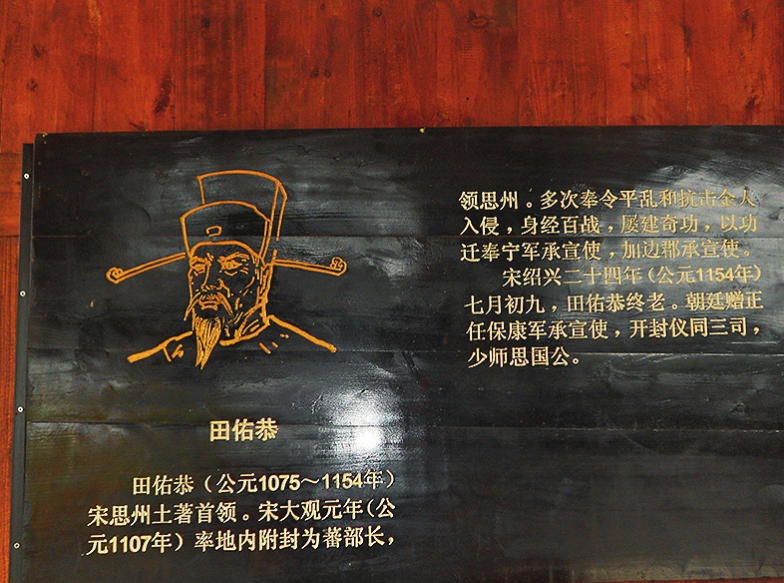 田佑恭
田佑恭（公元1075～1154年）
宋思州土著首领。宋大观元年（公
元1107年）率地内附封为蕃部长，
领思州。多次奉令平乱和抗击金人
入侵，身经百战，屡建奇功，以功
迁奉宁军承宣使，加边郡承宣使。
宋绍兴二十四年（公元1154年）
七月初九，田佑恭终老。朝廷赠正
任保康军承宣使，开封仪同三司，
少师思国公。